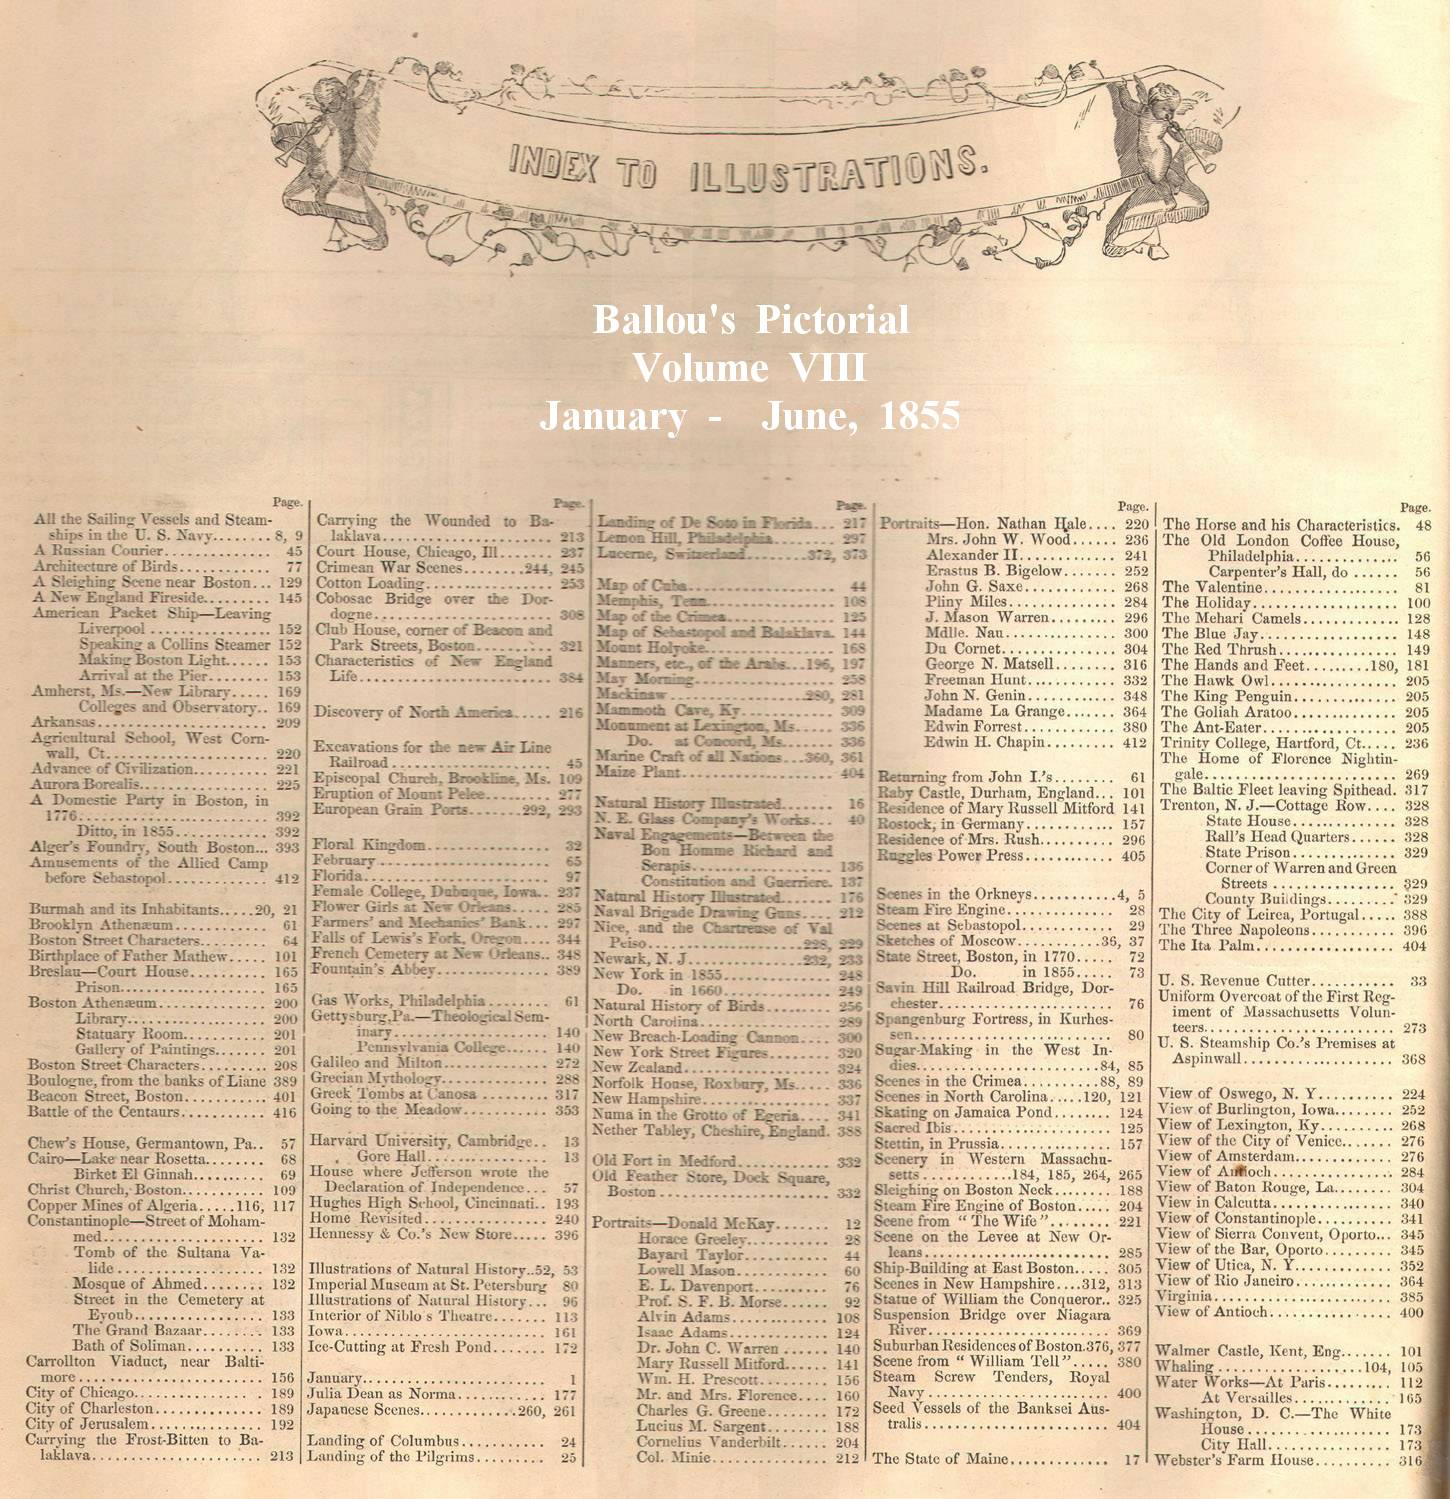 INDEX TO ILLUSTRATIONS.
Ballou's Pictorial
Volume VIII
January - June, 1855
Page.
All the Sailing Vessels and Steam-
ships in the U. S. Navy........ 8, 9
A Russian Courier............. 45
Architecture of Birds............ 77
A Sleighing Scene near Boston... 129
A New England Fireside......... 145
American Packet Ship—Leaving
Liverpool ................ 152
Speaking a Collins Steamer 152
Making Boston Light...... 153
Arrival at the Pier........ 153
Amherst, Ms.—New Library..... 169
Colleges and Observatory.. 169
Arkansas...................... 209
Agricultural School, West Corn-
wall, Ct..................... 220
Advance of Civilization......... 221
Aurora Borealis................ 225
A Domestic Party in Boston, in
1776......................... 392
Ditto, in 1855............. 392
Alger's Foundry, South Boston... 393
Amusements of the Allied Camp
before Sebastopol............. 412
Burmah and its Inhabitants.....20, 21
Brooklyn Athenæum............ 61
Boston Street Characters......... 64
Birthplace of Father Mathew..... 101
Breslau—Court House........... 165
Prison.................... 165
Boston Athenæum.............. 200
Library................... 200
Statuary Room............ 201
Gallery of Paintings....... 201
Boston Street Characters........ 208
Boulogne, from the banks of Liane 389
Beacon Street, Boston........... 401
Battle of the Centaurs........... 416
Chew's House, Germantown, Pa.. 57
Cairo—Lake near Rosetta........ 68
Birket El Ginnah.......... 69
Christ Church, Boston........... 109
Copper Mines of Algeria.....116, 117
Constantinople—Street of Moham-
med...................... 132
Tomb of the Sultana Va-
lide...................... 132
Mosque of Ahmed......... 132
Street in the Cemetery at
Eyoub................... 133
The Grand Bazaar........ 133
Bath of Soliman.......... 133
Carrollton Viaduct, near Balti-
more......................... 156
City of Chicago................. 189
City of Charleston.............. 189
City of Jerusalem............... 192
Carrying the Frost-Bitten to Ba-
laklava....................... 213
Page.
Carrying the Wounded to Ba-
laklava....................... 213
Court House, Chicago, Ill....... 237
Crimean War Scenes........244, 245
Cotton Loading................ 253
Cobosac Bridge over the Dor-
dogne........................ 308
Club House, corner of Beacon and
Park Streets, Boston........... 321
Characteristics of New England
Life.......................... 384
Discovery of North America..... 216
Excavations for the new Air Line
Railroad...................... 45
Episcopal Church, Brookline, Ms. 109
Eruption of Mount Pelee........ 277
European Grain Ports.......292, 293
Floral Kingdom................ 32
February...................... 65
Florida........................ 97
Female College, Dubuque, Iowa.. 237
Flower Girls at New Orleans..... 285
Farmers' and Mechanics' Bank... 297
Falls of Lewis's Fork, Oregon.... 344
French Cemetery at New Orleans.. 348
Fountain's Abbey............... 389
Gas Works, Philadelphia........ 61
Gettysburg,Pa.—Theological Sem-
inary.................... 140
Pennsylvania College...... 140
Galileo and Milton............. 272
Grecian Mythology............. 288
Greek Tombs at Canosa ........ 317
Going to the Meadow........... 353
Harvard University, Cambridge.. 13
Gore Hall................ 13
House where Jefferson wrote the
Declaration of Independence... 57
Hughes High School, Cincinnati.. 193
Home Revisited................ 240
Hennessy & Co.'s New Store..... 396
Illustrations of Natural History..52, 53
Imperial Museum at St. Petersburg 80
Illustrations of Natural History... 96
Interior of Niblo's Theatre....... 113
Iowa.......................... 161
Ice-Cutting at Fresh Pond....... 172
January....................... 1
Julia Dean as Norma............ 177
Japanese Scenes............260, 261
Landing of Columbus........... 24
Landing of the Pilgrims......... 25
Page.
Landing of De Soto in Florida... 217
Lemon Hill, Philadelphia........ 297
Lucerne, Switzerland........372, 373
Map of Cuba................... 44
Memphis, Tenn................. 108
Map of the Crimea............. 125
Map of Sebastopol and Balaklava. 144
Mount Holyoke................ 168
Manners, etc., of the Arabs...196, 197
May Morning.................. 258
Mackinaw .................280, 281
Mammoth Cave, Ky............ 309
Monument at Lexington, Ms..... 336
Do. at Concord, Ms....... 336
Marine Craft of all Nations...360, 361
Maize Plant.................... 404
Natural History Illustrated....... 16
N. E. Glass Company's Works... 40
Naval Engagements—Between the
Bon Homme Richard and
Serapis................... 136
Constitution and Guerriere. 137
Natural History Illustrated....... 176
Naval Brigade Drawing Guns.... 212
Nice, and the Chartreuse of Val
Peiso....................228, 229
Newark, N. J...............232, 233
New York in 1855.............. 248
Do. in 1660.............. 249
Natural History of Birds......... 256
North Carolina................. 289
New Breach-Loading Cannon.... 300
New York Street Figures........ 320
New Zealand................... 324
Norfolk House, Roxbury, Ms..... 336
New Hampshire................ 337
Numa in the Grotto of Egeria.... 341
Nether Tabley, Cheshire, England. 388
Old Fort in Medford............ 332
Old Feather Store, Dock Square,
Boston ....................... 332
Portraits—Donald McKay....... 12
Horace Greeley............ 28
Bayard Taylor............ 44
Lowell Mason............. 60
E. L. Davenport........... 76
Prof. S. F. B. Morse....... 92
Alvin Adams.............. 108
Isaac Adams.............. 124
Dr. John C. Warren ...... 140
Mary Russell Mitford...... 141
Wm. H. Prescott.......... 156
Mr. and Mrs. Florence.... 160
Charles G. Greene......... 172
Lucius M. Sargent......... 188
Cornelius Vanderbilt...... 204
Col. Minie................ 212
Page.
Portraits—Hon. Nathan Hale.... 220
Mrs. John W. Wood...... 236
Alexander II.............. 241
Erastus B. Bigelow....... 252
John G. Saxe............. 268
Pliny Miles............... 284
J. Mason Warren......... 296
Mdlle. Nau............... 300
Du Cornet................ 304
George N. Matsell........ 316
Freeman Hunt............ 332
John N. Genin............ 348
Madame La Grange....... 364
Edwin Forrest............ 380
Edwin H. Chapin......... 412
Returning from John I.'s........ 61
Raby Castle, Durham, England... 101
Residence of Mary Russell Mitford 141
Rostock, in Germany........... 157
Residence of Mrs. Rush.......... 296
Ruggles Power Press............ 405
Scenes in the Orkneys...........4, 5
Steam Fire Engine.............. 28
Scenes at Sebastopol............ 29
Sketches of Moscow..........36, 37
State Street, Boston, in 1770..... 72
Do. in 1855..... 73
Savin Hill Railroad Bridge, Dor-
chester....................... 76
Spangenburg Fortress, in Kurhes-
sen........................... 80
Sugar-Making in the West In-
dies........................84, 85
Scenes in the Crimea.........88, 89
Scenes in North Carolina.....120, 121
Skating on Jamaica Pond........ 124
Sacred Ibis.................... 125
Stettin, in Prussia............... 157
Scenery in Western Massachu-
setts............184, 185, 264, 265
Sleighing on Boston Neck....... 188
Steam Fire Engine of Boston..... 204
Scene from "The Wife"........ 221
Scene on the Levee at New Or-
leans......................... 285
Ship-Building at East Boston..... 305
Scenes in New Hampshire....312, 313
Statue of William the Conqueror.. 325
Suspension Bridge over Niagara
River......................... 369
Suburban Residences of Boston.376, 377
Scene from "William Tell"..... 380
Steam Screw Tenders, Royal
Navy......................... 400
Seed Vessels of the Banksei Aus-
tralis......................... 404
The State of Maine............. 17
Page.
The Horse and his Characteristics. 48
The Old London Coffee House,
Philadelphia.............. 56
Carpenter's Hall, do ...... 56
The Valentine.................. 81
The Holiday................... 100
The Mehari Camels............. 128
The Blue Jay................... 148
The Red Thrush................ 149
The Hands and Feet.........180, 181
The Hawk Owl................. 205
The King Penguin.............. 205
The Goliah Aratoo.............. 205
The Ant-Eater.................. 205
Trinity College, Hartford, Ct..... 236
The Home of Florence Nightin-
gale.......................... 269
The Baltic Fleet leaving Spithead. 317
Trenton, N. J.—Cottage Row.... 328
State House............... 328
Rall's Head Quarters...... 328
State Prison............... 329
Corner of Warren and Green
Streets ................. 329
County Buildings......... 329
The City of Leirea, Portugal..... 388
The Three Napoleons........... 396
The Ita Palm................... 404
U. S. Revenue Cutter............ 33
Uniform Overcoat of the First Reg-
iment of Massachusetts Volun-
teers.......................... 273
U. S. Steamship Co.'s Premises at
Aspinwall..................... 368
View of Oswego, N. Y.......... 224
View of Burlington, Iowa........ 252
View of Lexington, Ky.......... 268
View of the City of Venice....... 276
View of Amsterdam............. 276
View of Antioch................ 284
View of Baton Rouge, La........ 304
View in Calcutta................ 340
View of Constantinople.......... 341
View of Sierra Convent, Oporto... 345
View of the Bar, Oporto......... 345
View of Utica, N. Y............. 352
View of Rio Janeiro............. 364
Virginia....................... 385
View of Antioch................ 400
Walmer Castle, Kent, Eng....... 101
Whaling ...................104, 105
Water Works—At Paris......... 112
At Versailles.............. 165
Washington, D. C.—The White
House.................... 173
City Hall................. 173
Webster's Farm House.......... 316